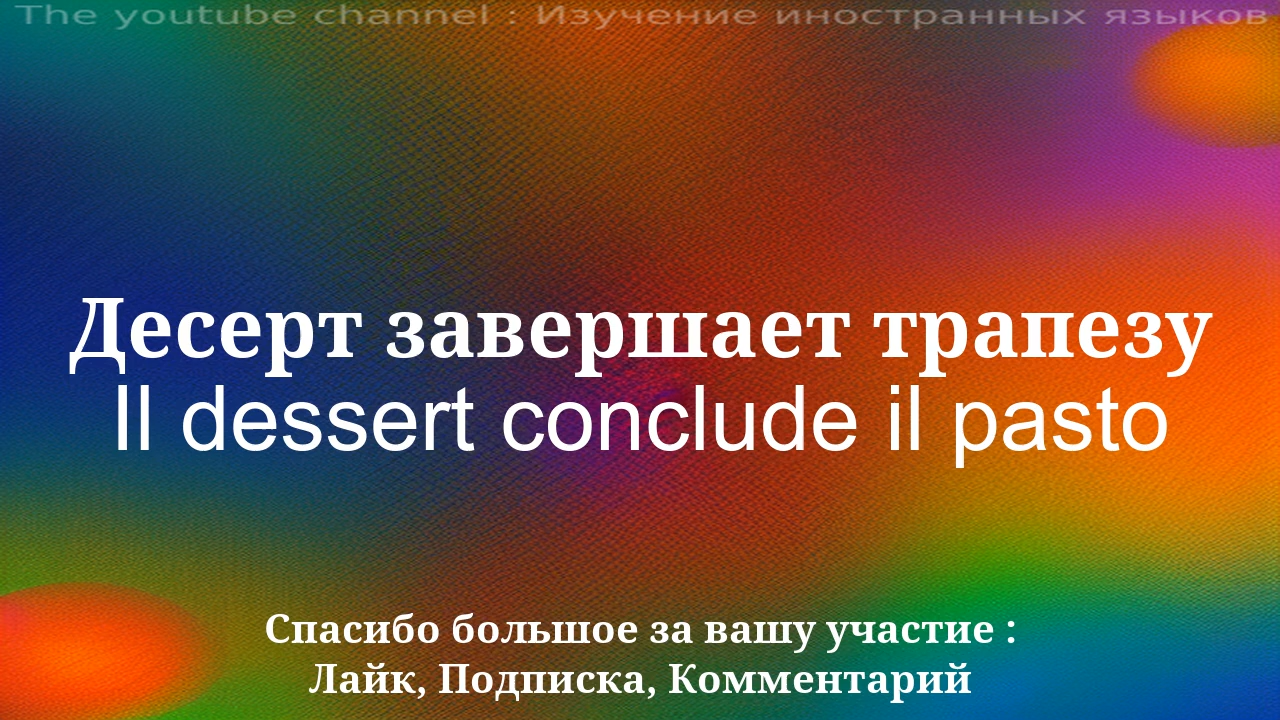 The youtube channel : Изучение иностранных языков
Десерт завершает трапезу
Il dessert conclude il pasto
Спасибо большое за вашу участие :
Лайк, Подписка, Комментарий